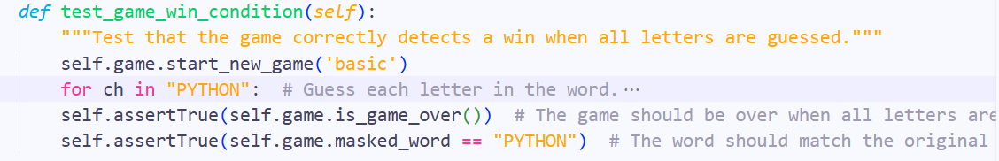 def test_game_win_condition(self):
"""Test that the game correctly detects a win when all letters are guessed."""
self.game.start_new_game('basic')
for ch in "PYTHON":  # Guess each letter in the word. ···
self.assertTrue(self.game.is_game_over())  # The game should be over when all letters are
self.assertTrue(self.game.masked_word == "PYTHON")  # The word should match the original